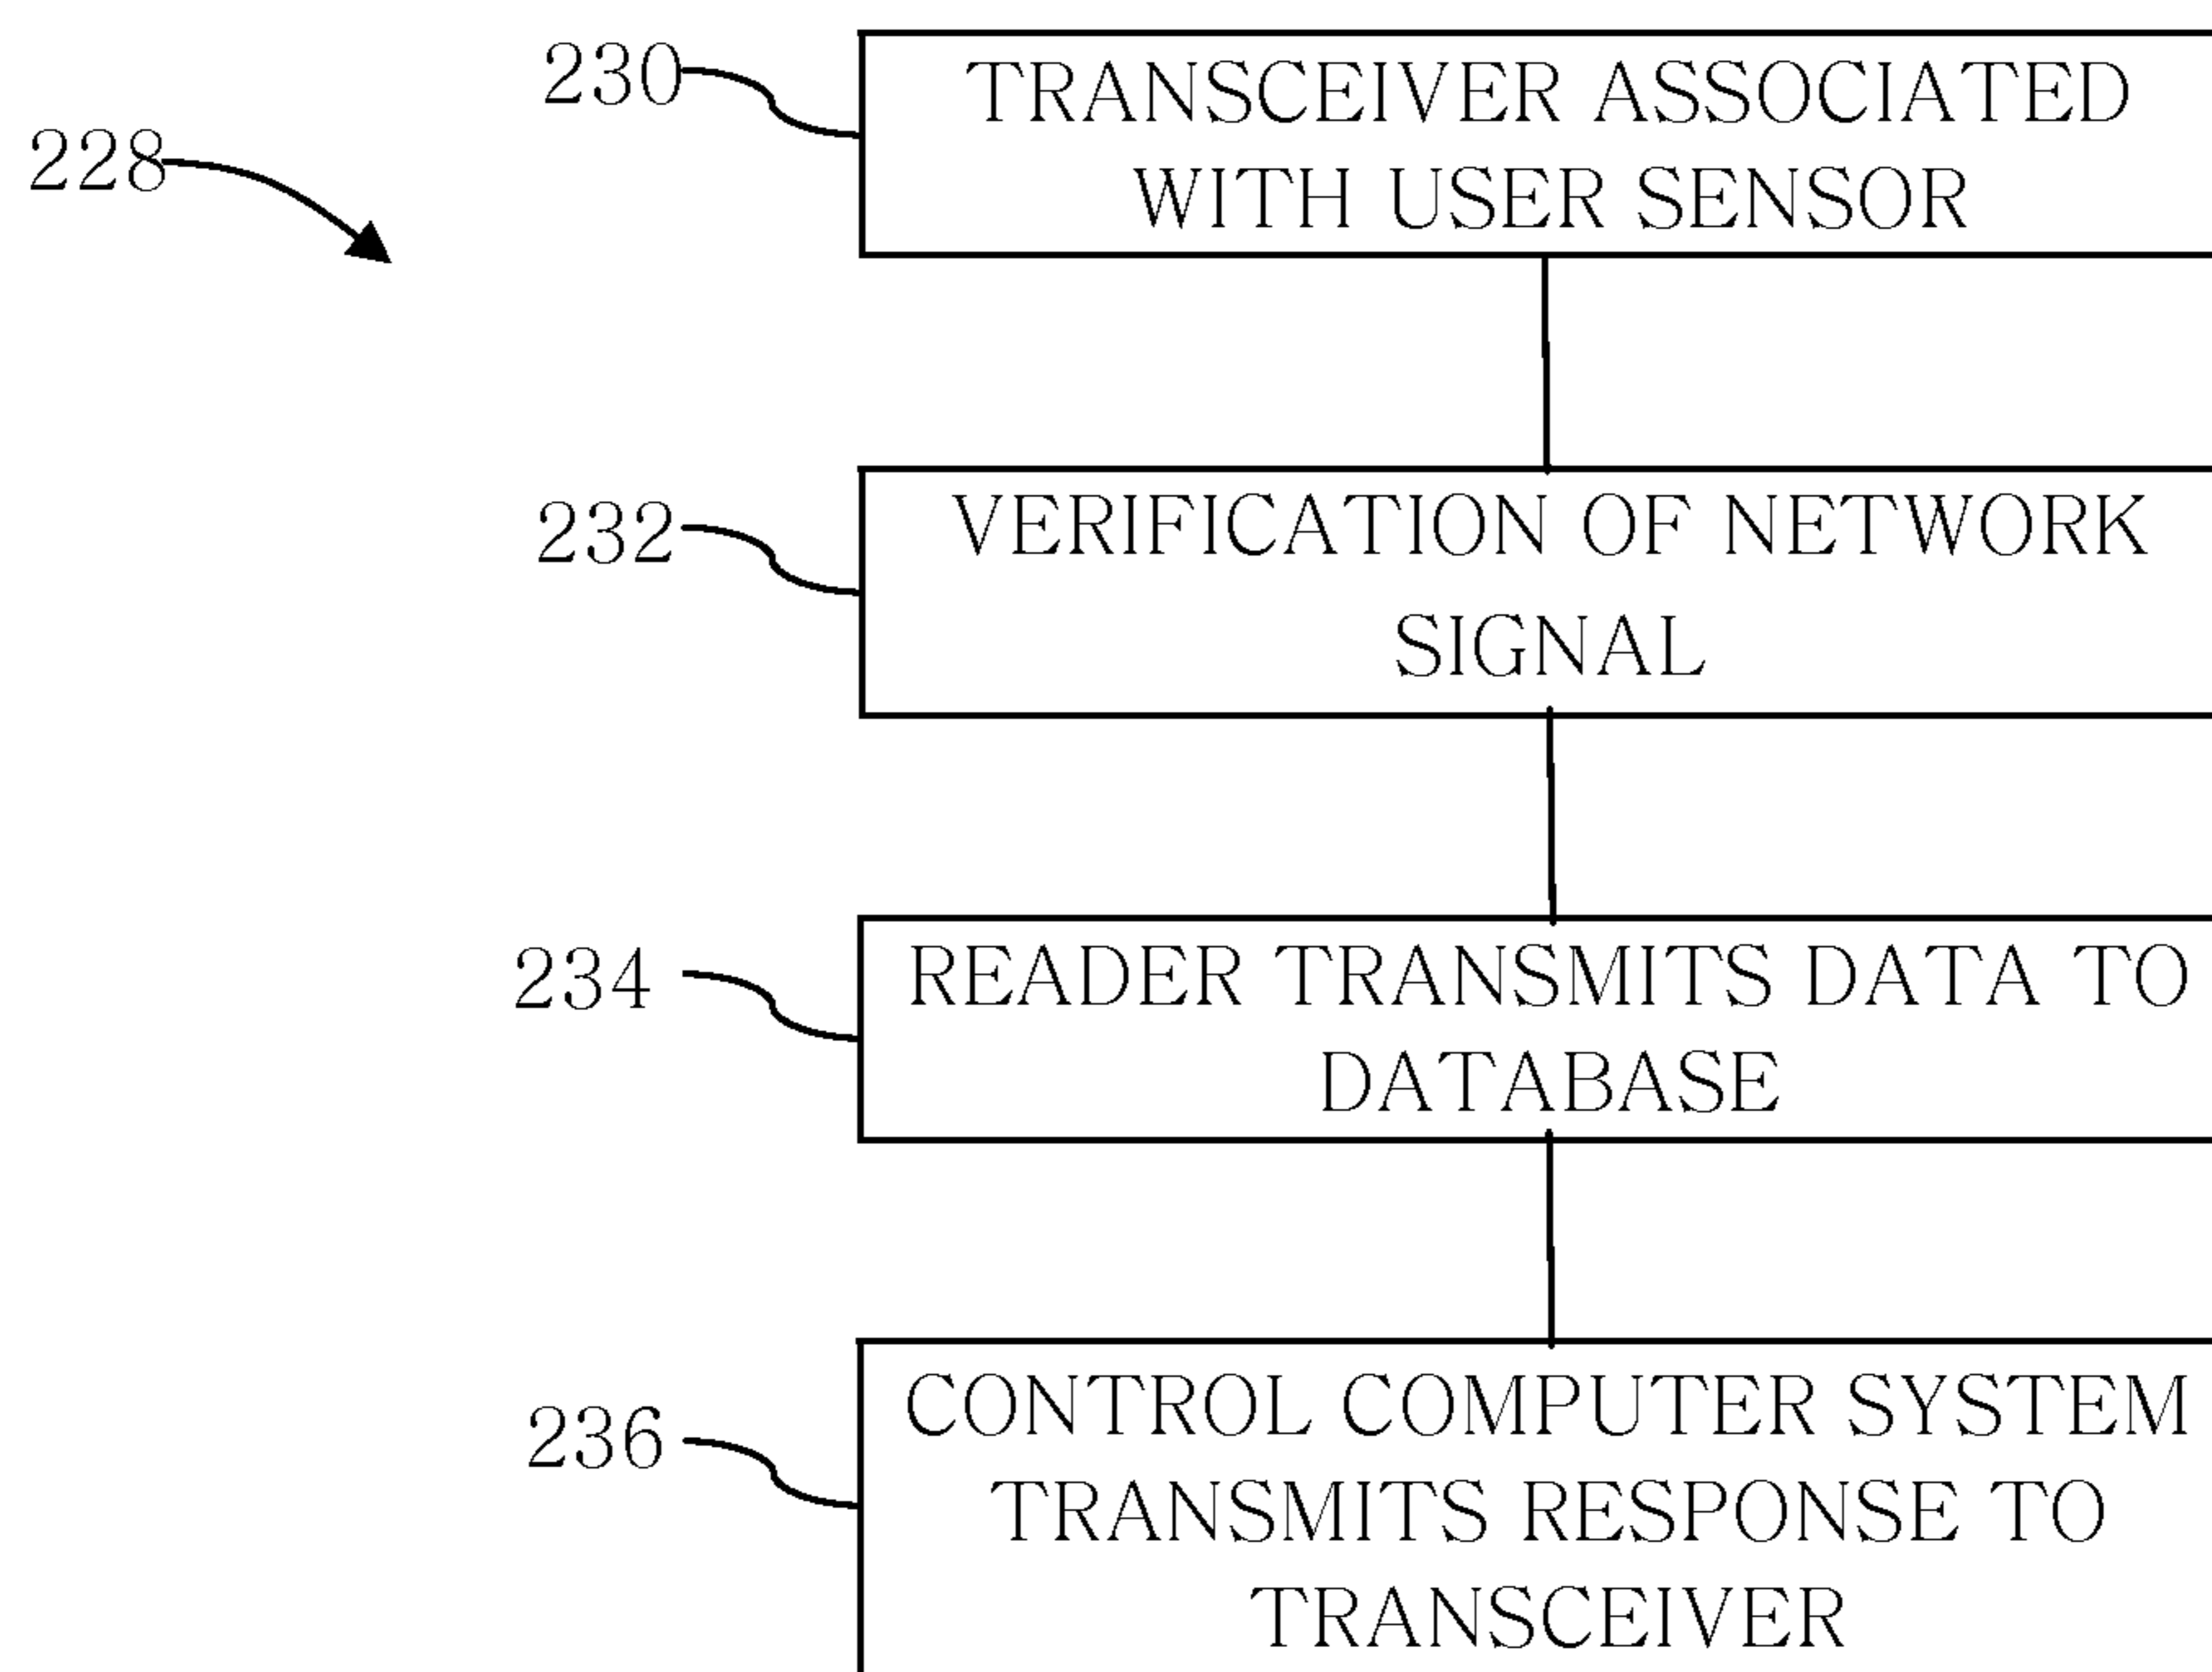 230
TRANSCEIVER ASSOCIATED
WITH USER SENSOR
228
232
VERIFICATION OF NETWORK
SIGNAL
234
READER TRANSMITS DATA TO
DATABASE
236
CONTROL COMPUTER SYSTEM
TRANSMITS RESPONSE TO
TRANSCEIVER